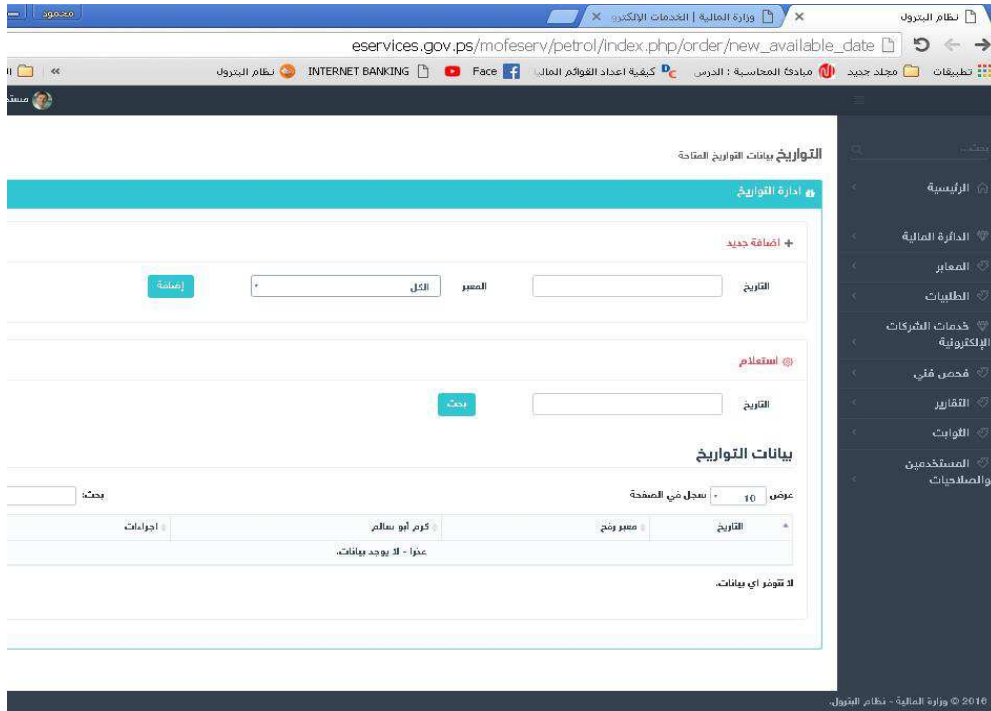 نظام البترول
وزارة المالية | الخدمات الإلكترو
محمود
eservices.gov.ps/mofeserv/petrol/index.php/order/new_available_date
تطبيقات
مجلد جديد
مبادئ المحاسبة : الدرس
كيفية اعداد القوائم المالي
Face
INTERNET BANKING
نظام البترول
»
بحث...
الرئيسية
الدائرة المالية
المعابر
الطلبيات
خدمات الشركات
الإلكترونية
فحص فني
التقارير
الثوابت
المستخدمين
والصلاحيات
التواريخ بيانات التواريخ المتاحة
ادارة التواريخ
+ اضافة جديد
التاريخ
المعبر
الكل
إضافة
استعلام
التاريخ
بحث
بيانات التواريخ
عرض 10 سجل في الصفحة
بحث:
التاريخ
معبر رفح
كرم أبو سالم
اجراءات
عذرا - لا يوجد بيانات.
لا تتوفر اي بيانات.
2016 © وزارة المالية - نظام البترول.